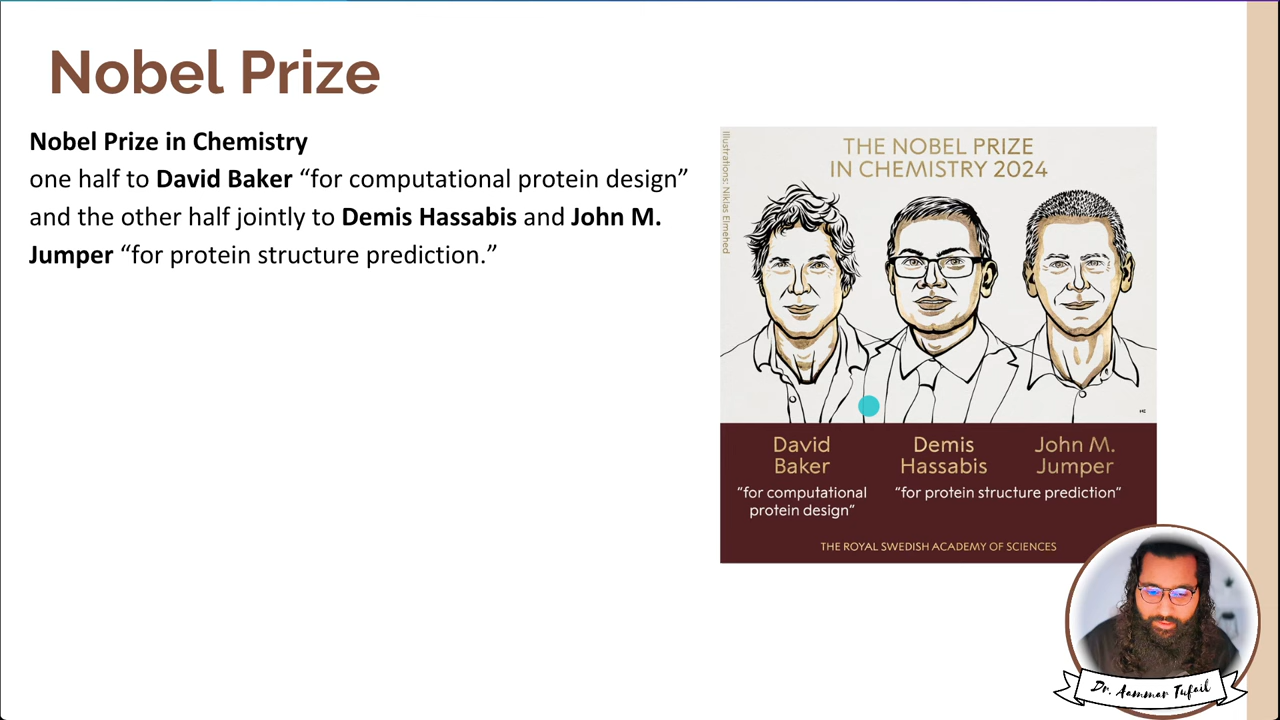 Nobel Prize
Nobel Prize in Chemistry
one half to David Baker “for computational protein design”
and the other half jointly to Demis Hassabis and John M.
Jumper “for protein structure prediction.”
Illustrations: Niklas Elmehed
THE NOBEL PRIZE
IN CHEMISTRY 2024
David
Baker
“for computational
protein design”
Demis
Hassabis
John M.
Jumper
“for protein structure prediction“
THE ROYAL SWEDISH ACADEMY OF SCIENCES
Dr. Aammar Tufail